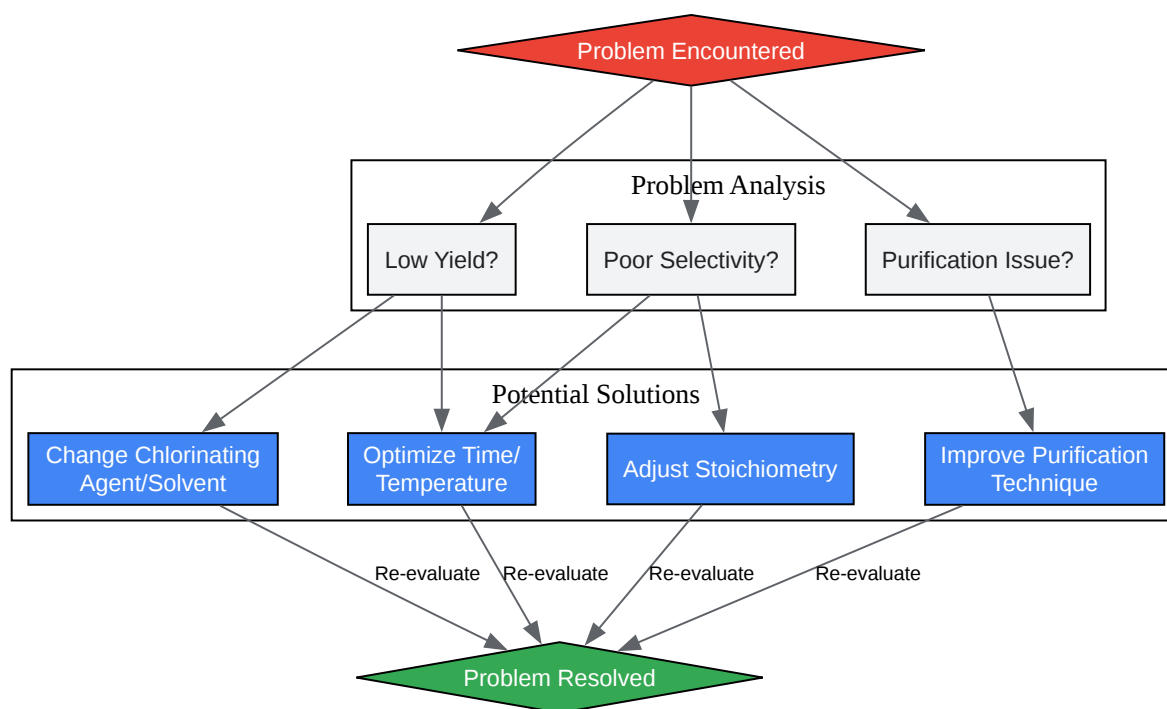 Problem Encountered
Problem Analysis
Low Yield?
Poor Selectivity?
Purification Issue?
Potential Solutions
Change Chlorinating
Agent/Solvent
Optimize Time/
Temperature
Adjust Stoichiometry
Improve Purification
Technique
Re-evaluate
Re-evaluate
Re-evaluate
Re-evaluate
Problem Resolved